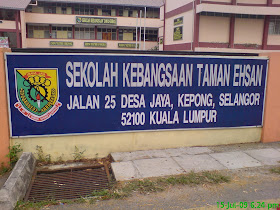 SEKOLAH KEBANGSAAN TAMAN EHSAN
JALAN 25 DESA JAYA, KEPONG, SELANGOR
52100 KUALA LUMPUR